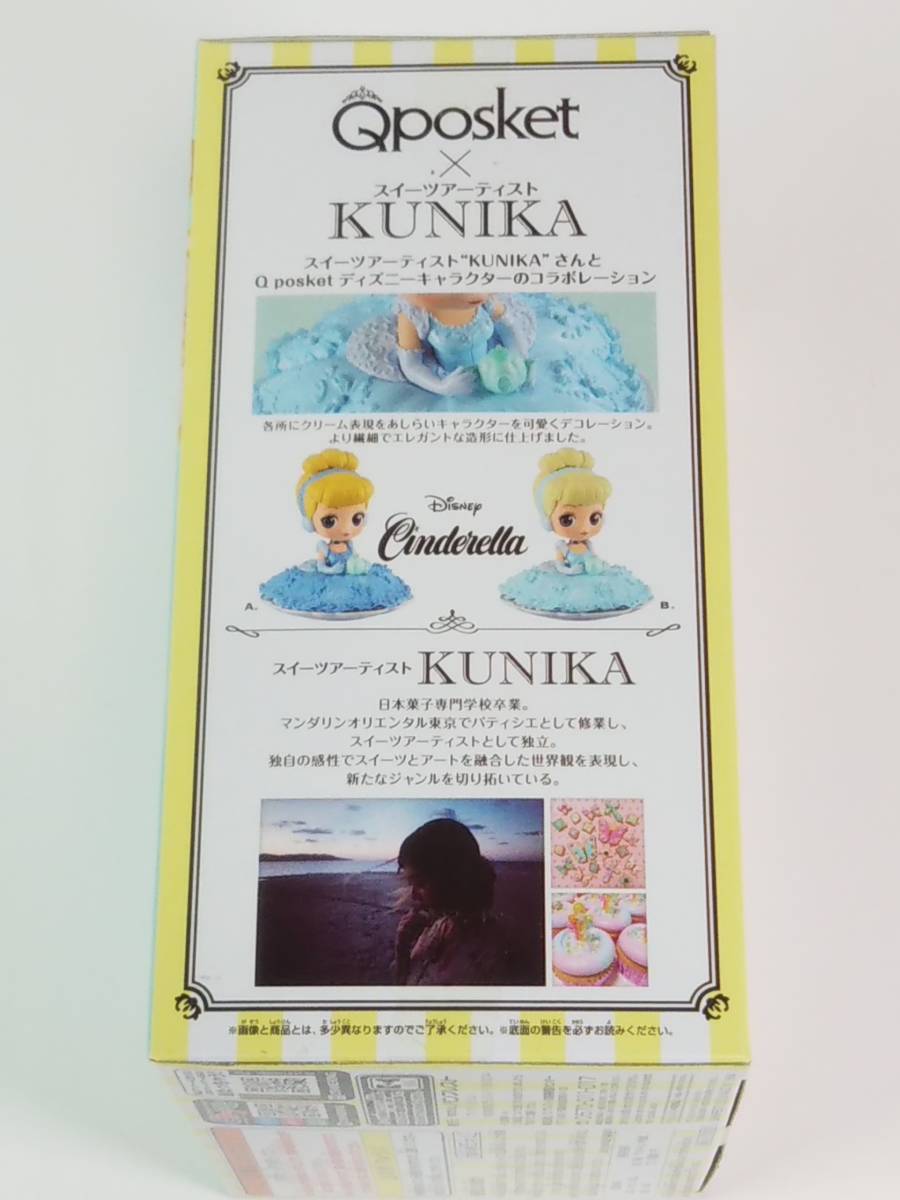 Qposket
×
スイーツアーティスト
KUNIKA
スイーツアーティスト“KUNIKA”さんと
Q posket ディズニーキャラクターのコラボレーション
各所にクリーム表現をあしらいキャラクターを可愛くデコレーション。
より繊細でエレガントな造形に仕上げました。
Disney
Cinderella
A.
B.
スイーツアーティスト KUNIKA
日本菓子専門学校卒業。
マンダリンオリエンタル東京でパティシエとして修業し、
スイーツアーティストとして独立。
独自の感性でスイーツとアートを融合した世界観を表現し、
新たなジャンルを切り拓いている。
※画像と商品とは、多少異なりますのでご了承ください。 ※底面の警告を必ずお読みください。